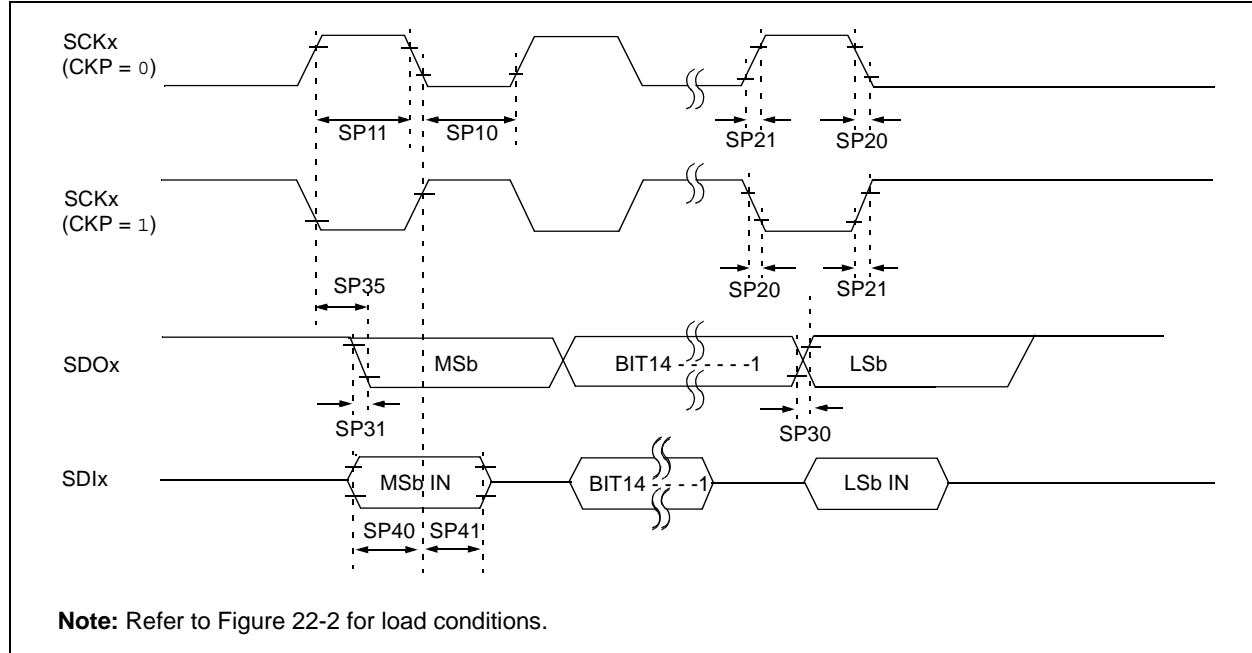 SCKx
(CKP = 0)
SP11
SP10
SP21
SP20
SCKx
(CKP = 1)
SP35
SP20
SP21
SDOx
MSb
BIT14 - - - - - -1
LSb
SP31
SP30
SDIx
MSb IN
BIT14 - - - -1
LSb IN
SP40
SP41
Note: Refer to Figure 22-2 for load conditions.